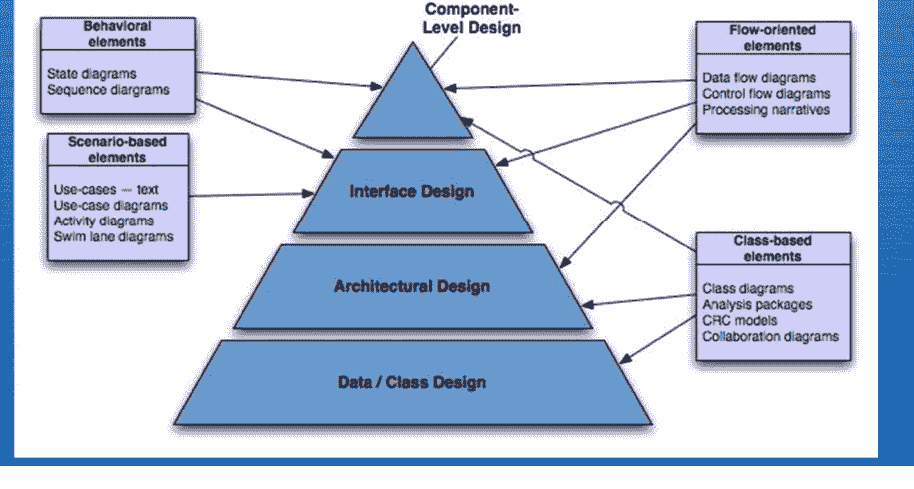 Component-
Level Design
Behavioral
elements
State diagrams
Sequence diargrams
Scenario-based
elements
Use-cases — text
Use-case diagrams
Activity diagrams
Swim lane diagrams
Flow-oriented
elements
Data flow diagrams
Control flow diagrams
Processing narratives
Class-based
elements
Class diagrams
Analysis packages
CRC models
Collaboration diagrams
Interface Design
Architectural Design
Data / Class Design